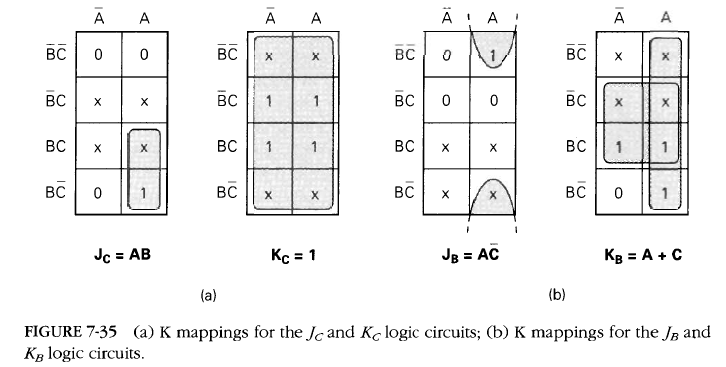 Ā A Ā A Ā A Ā A
B̄C̄ 0 0 B̄C̄ x x B̄C̄ 0 1 B̄C̄ x x
B̄C x x B̄C 1 1 B̄C 0 0 B̄C x x
BC x x BC 1 1 BC x x BC 1 1
BC̄ 0 1 BC̄ x x BC̄ x x BC̄ 0 1
J_C = AB K_C = 1 J_B = AC̄ K_B = A + C
(a) (b)
FIGURE 7-35 (a) K mappings for the J_C and K_C logic circuits; (b) K mappings for the J_B and
K_B logic circuits.